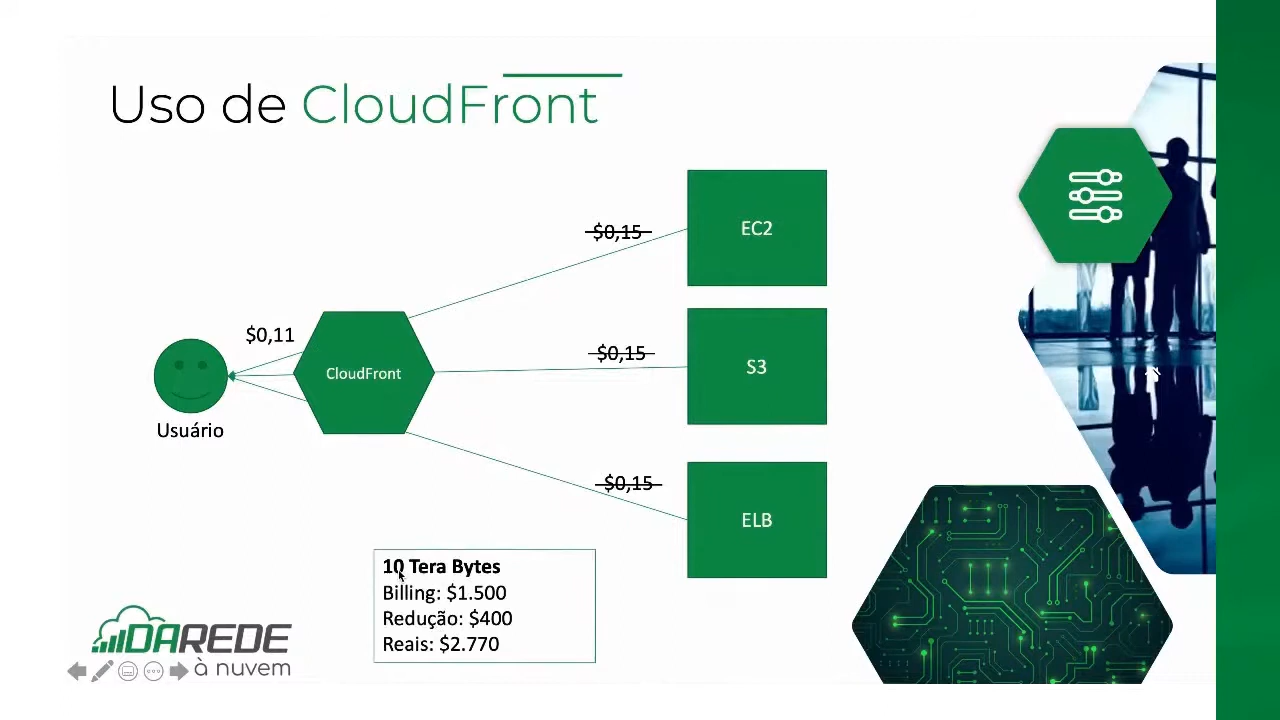 Uso de CloudFront
$0,15
EC2
$0,11
$0,15
S3
CloudFront
Usuário
$0,15
ELB
10 Tera Bytes
Billing: $1.500
Redução: $400
Reais: $2.770
DAREDE
à nuvem